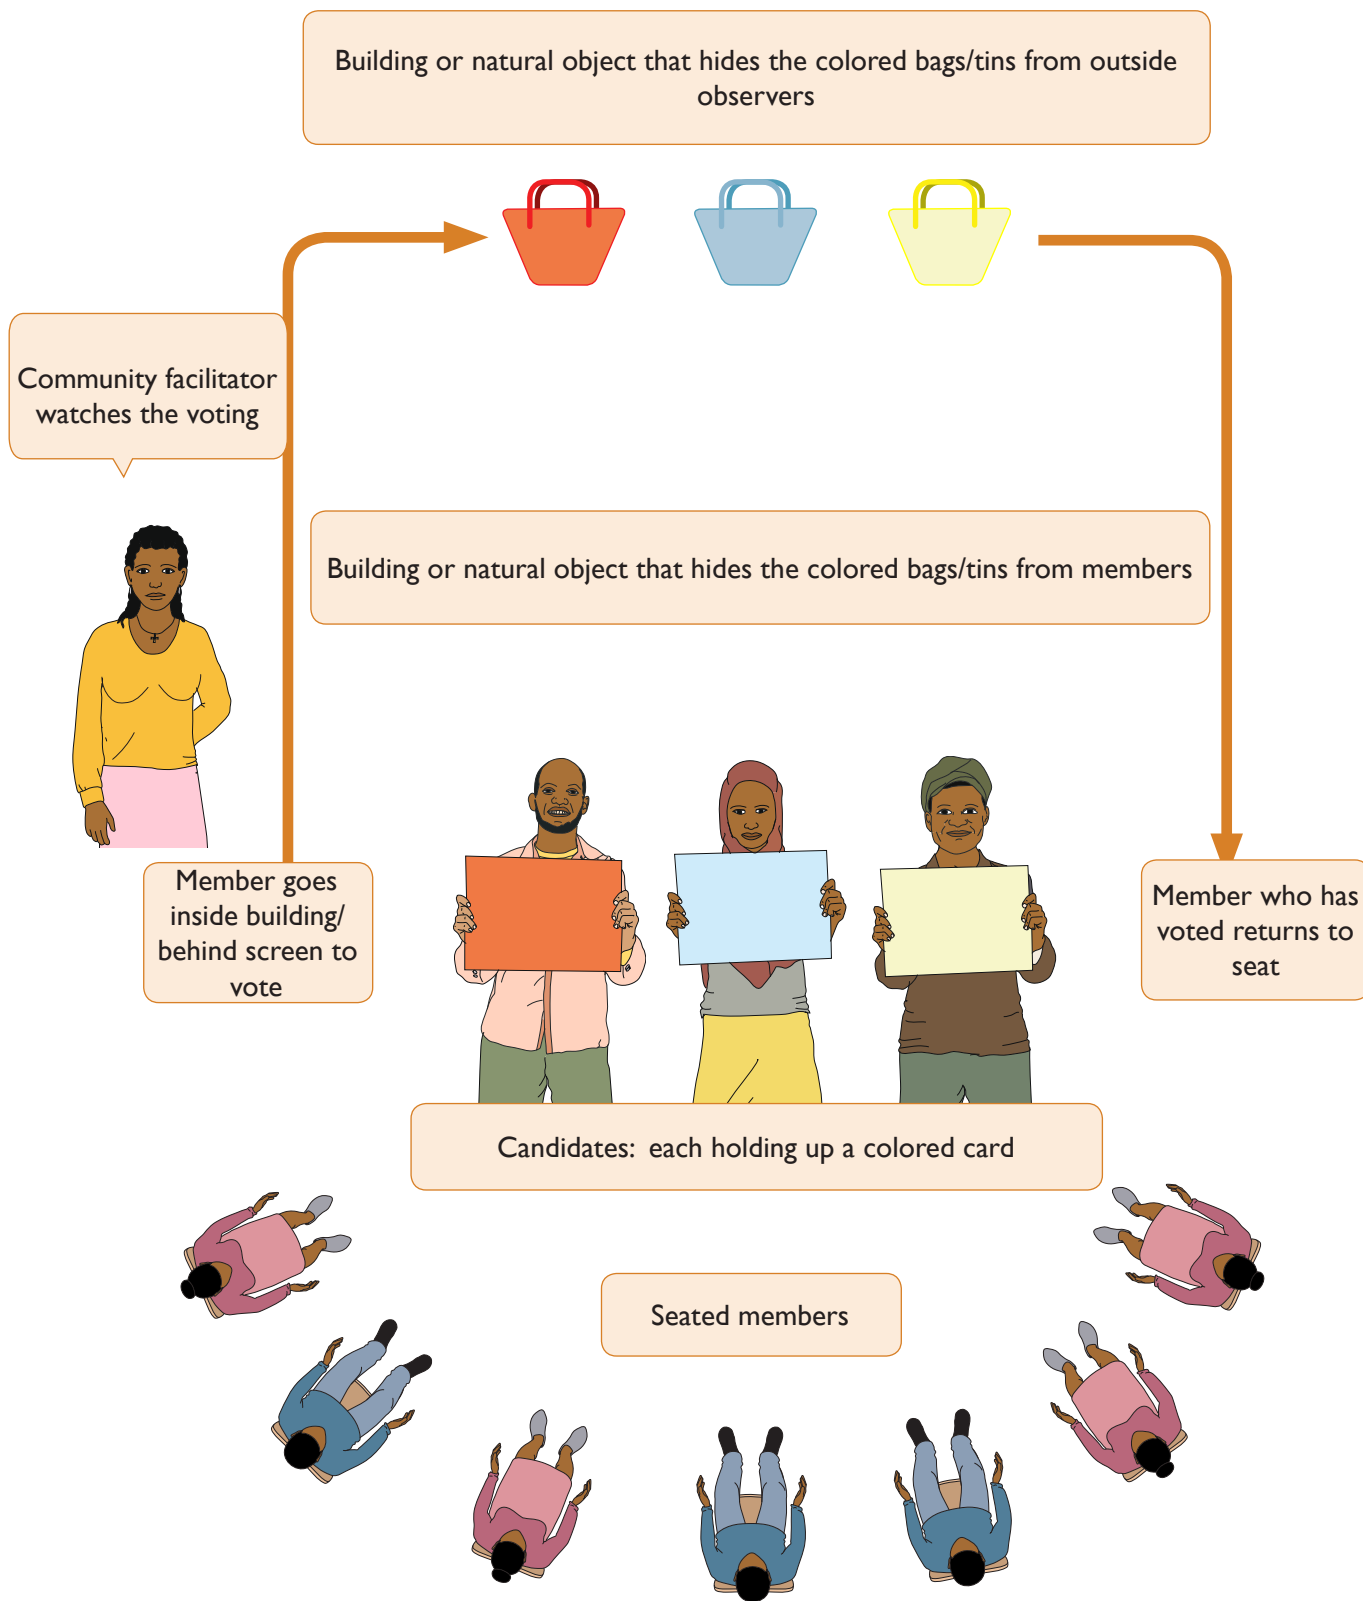 Building or natural object that hides the colored bags/tins from outside
observers
Community facilitator
watches the voting
Building or natural object that hides the colored bags/tins from members
Member goes
inside building/
behind screen to
vote
Member who has
voted returns to
seat
Candidates: each holding up a colored card
Seated members